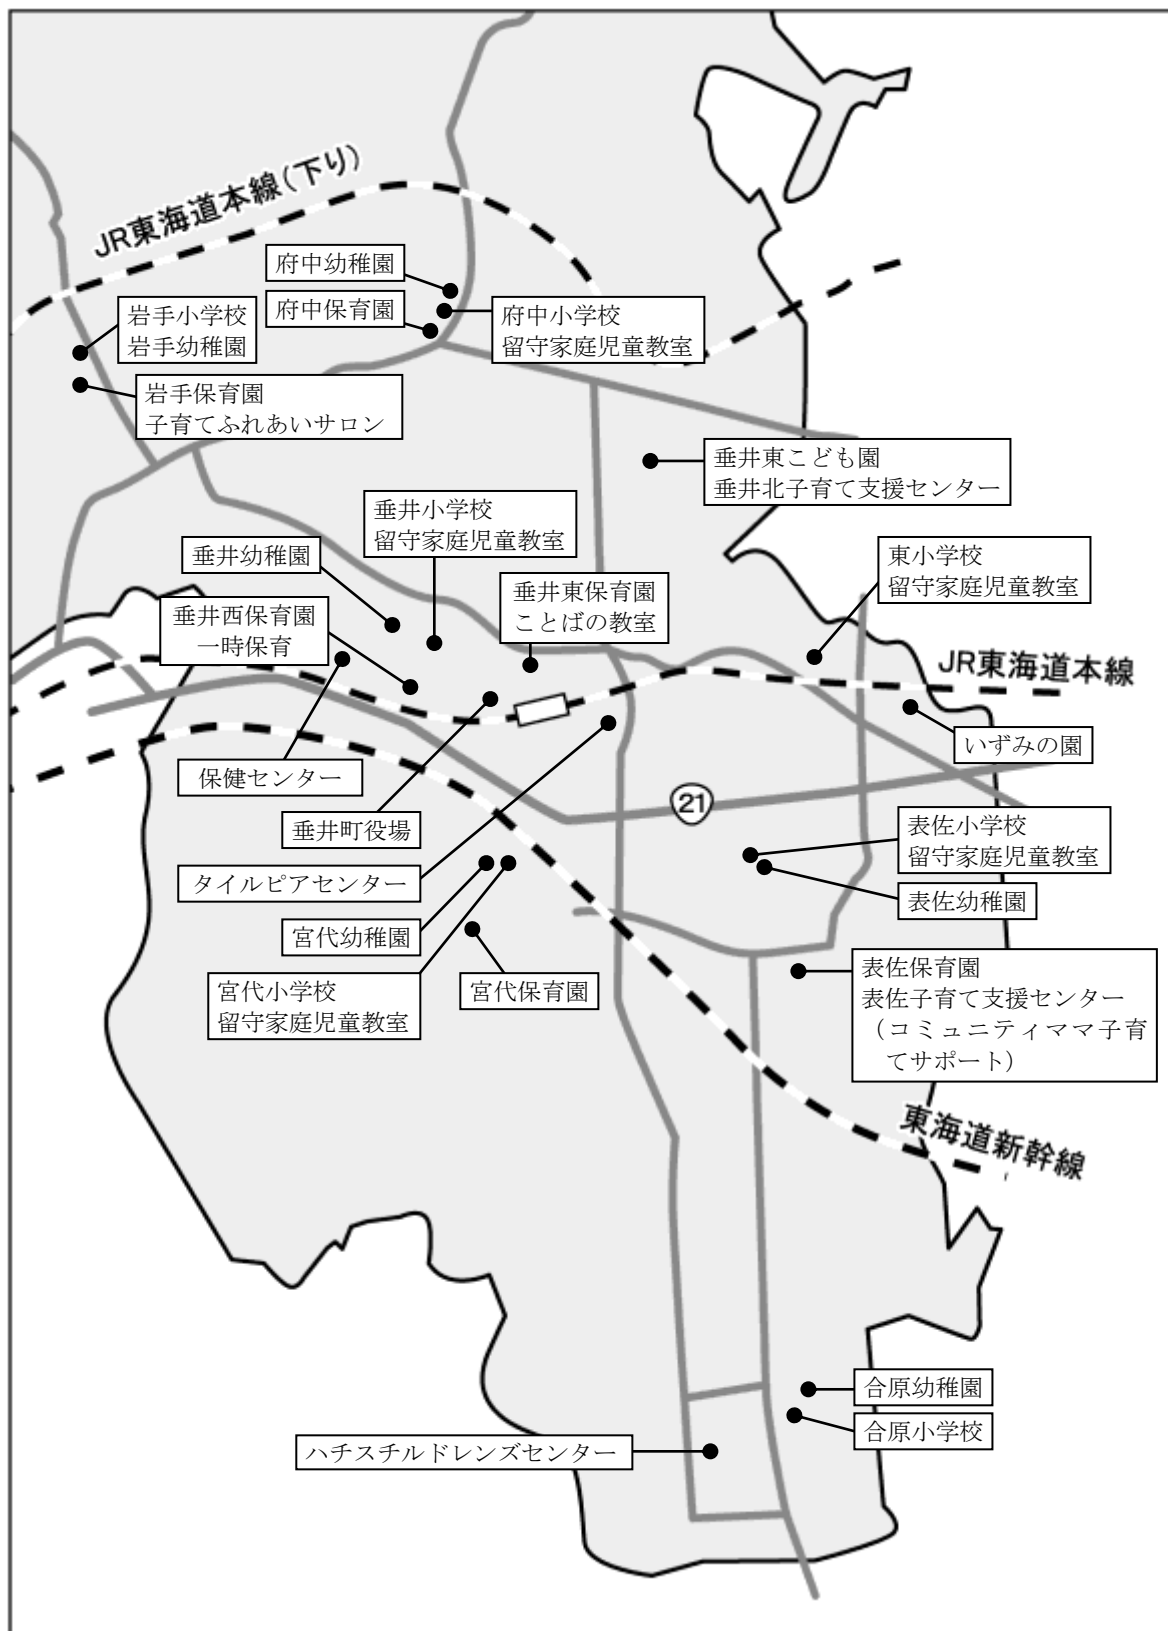 JR東海道本線(下り)
府中幼稚園
府中保育園
岩手小学校
岩手幼稚園
府中小学校
留守家庭児童教室
岩手保育園
子育てふれあいサロン
垂井東こども園
垂井北子育て支援センター
垂井小学校
留守家庭児童教室
垂井幼稚園
東小学校
留守家庭児童教室
垂井東保育園
ことばの教室
垂井西保育園
一時保育
JR東海道本線
いずみの園
保健センター
21
垂井町役場
表佐小学校
留守家庭児童教室
タイルピアセンター
表佐幼稚園
宮代幼稚園
宮代小学校
留守家庭児童教室
宮代保育園
表佐保育園
表佐子育て支援センター
(コミュニティママ子育
てサポート)
東海道新幹線
合原幼稚園
合原小学校
ハチスチルドレンズセンター